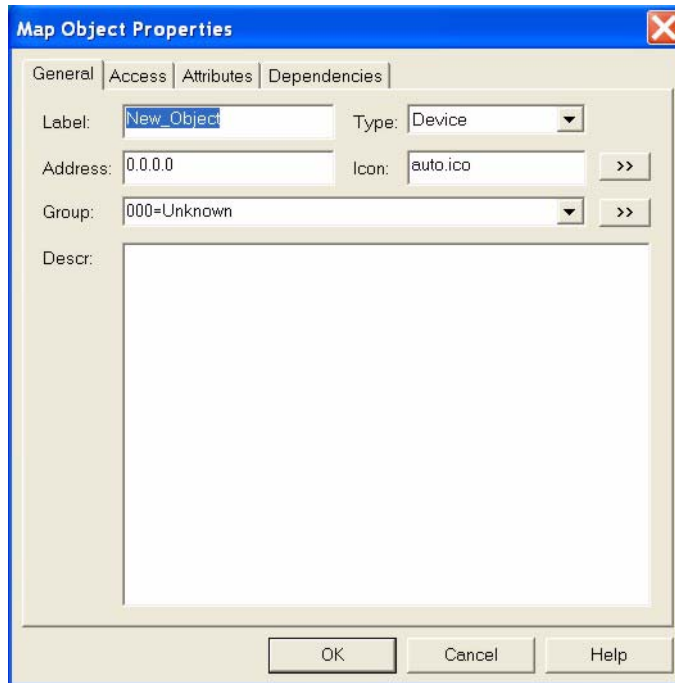 Map Object Properties
General Access Attributes Dependencies
Label: New_Object Type: Device
Address: 0.0.0.0 Icon: auto.ico >>
Group: 000=Unknown >>
Descr:
OK Cancel Help